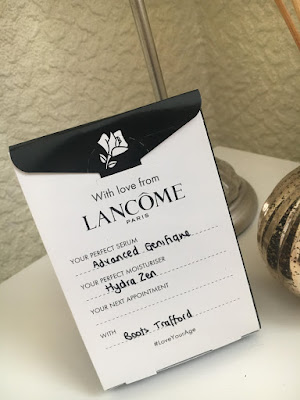 With love from
LANCÔME
PARIS
YOUR PERFECT SERUM
Advanced Genifique
YOUR PERFECT MOISTURISER
Hydra Zen
YOUR NEXT APPOINTMENT
WITH Boots Trafford
#LoveYourAge